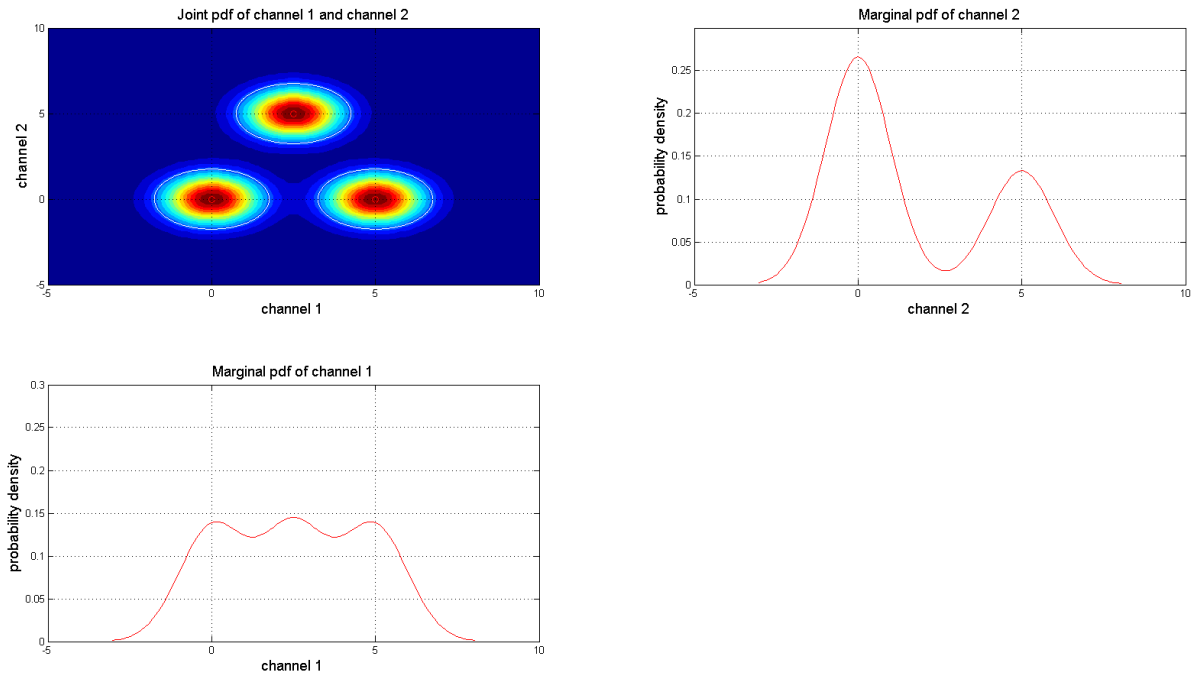 Joint pdf of channel 1 and channel 2
10
5
0
-5
channel 2
-5 0 5 10
channel 1
Marginal pdf of channel 2
0.25
0.2
0.15
0.1
0.05
0
probability density
-5 0 5 10
channel 2
Marginal pdf of channel 1
0.3
0.25
0.2
0.15
0.1
0.05
0
probability density
-5 0 5 10
channel 1